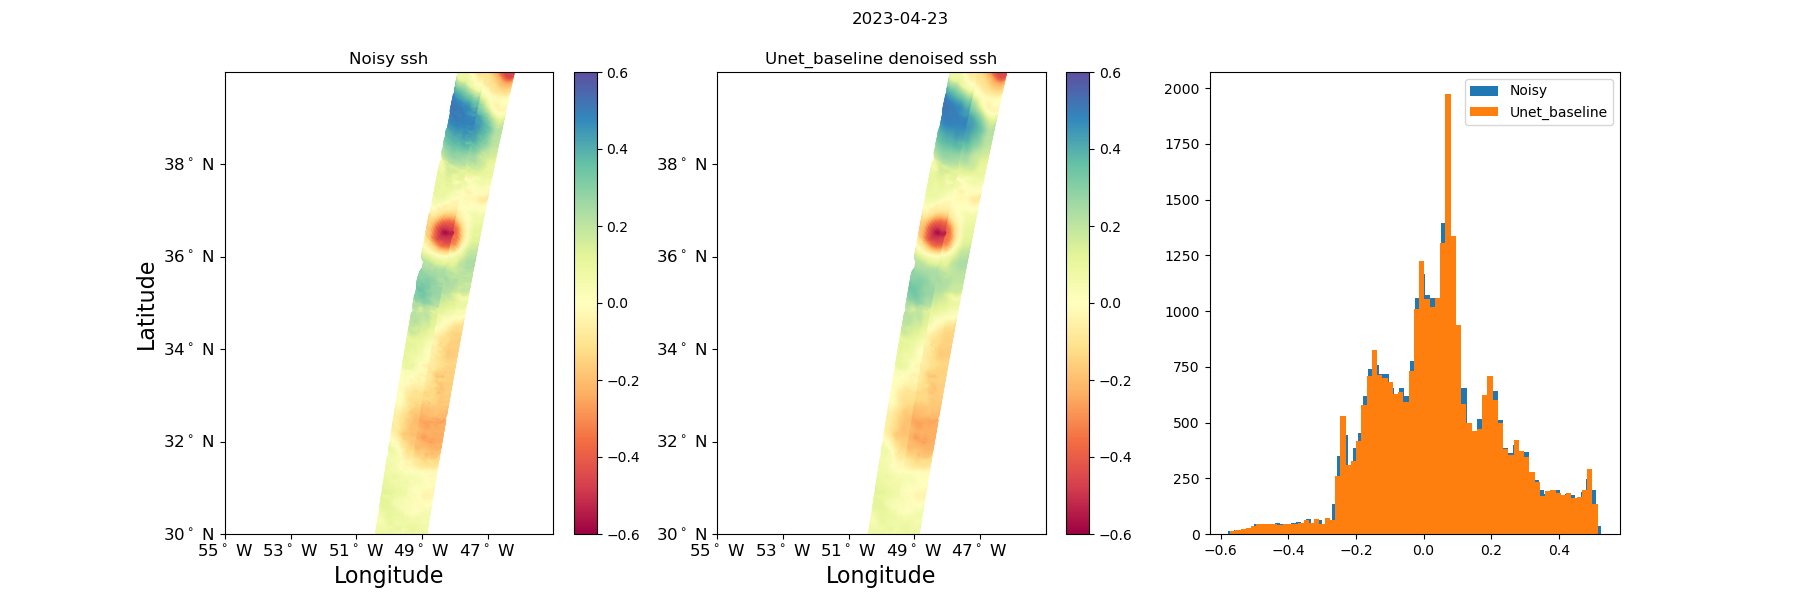 2023-04-23
Noisy ssh
Unet_baseline denoised ssh
0.6
0.4
0.2
0.0
−0.2
−0.4
−0.6
0.6
0.4
0.2
0.0
−0.2
−0.4
−0.6
38° N
36° N
34° N
32° N
30° N
55° W 53° W 51° W 49° W 47° W
Latitude
Longitude
38° N
36° N
34° N
32° N
30° N
55° W 53° W 51° W 49° W 47° W
Longitude
Noisy
Unet_baseline
2000
1750
1500
1250
1000
750
500
250
0
−0.6 −0.4 −0.2 0.0 0.2 0.4